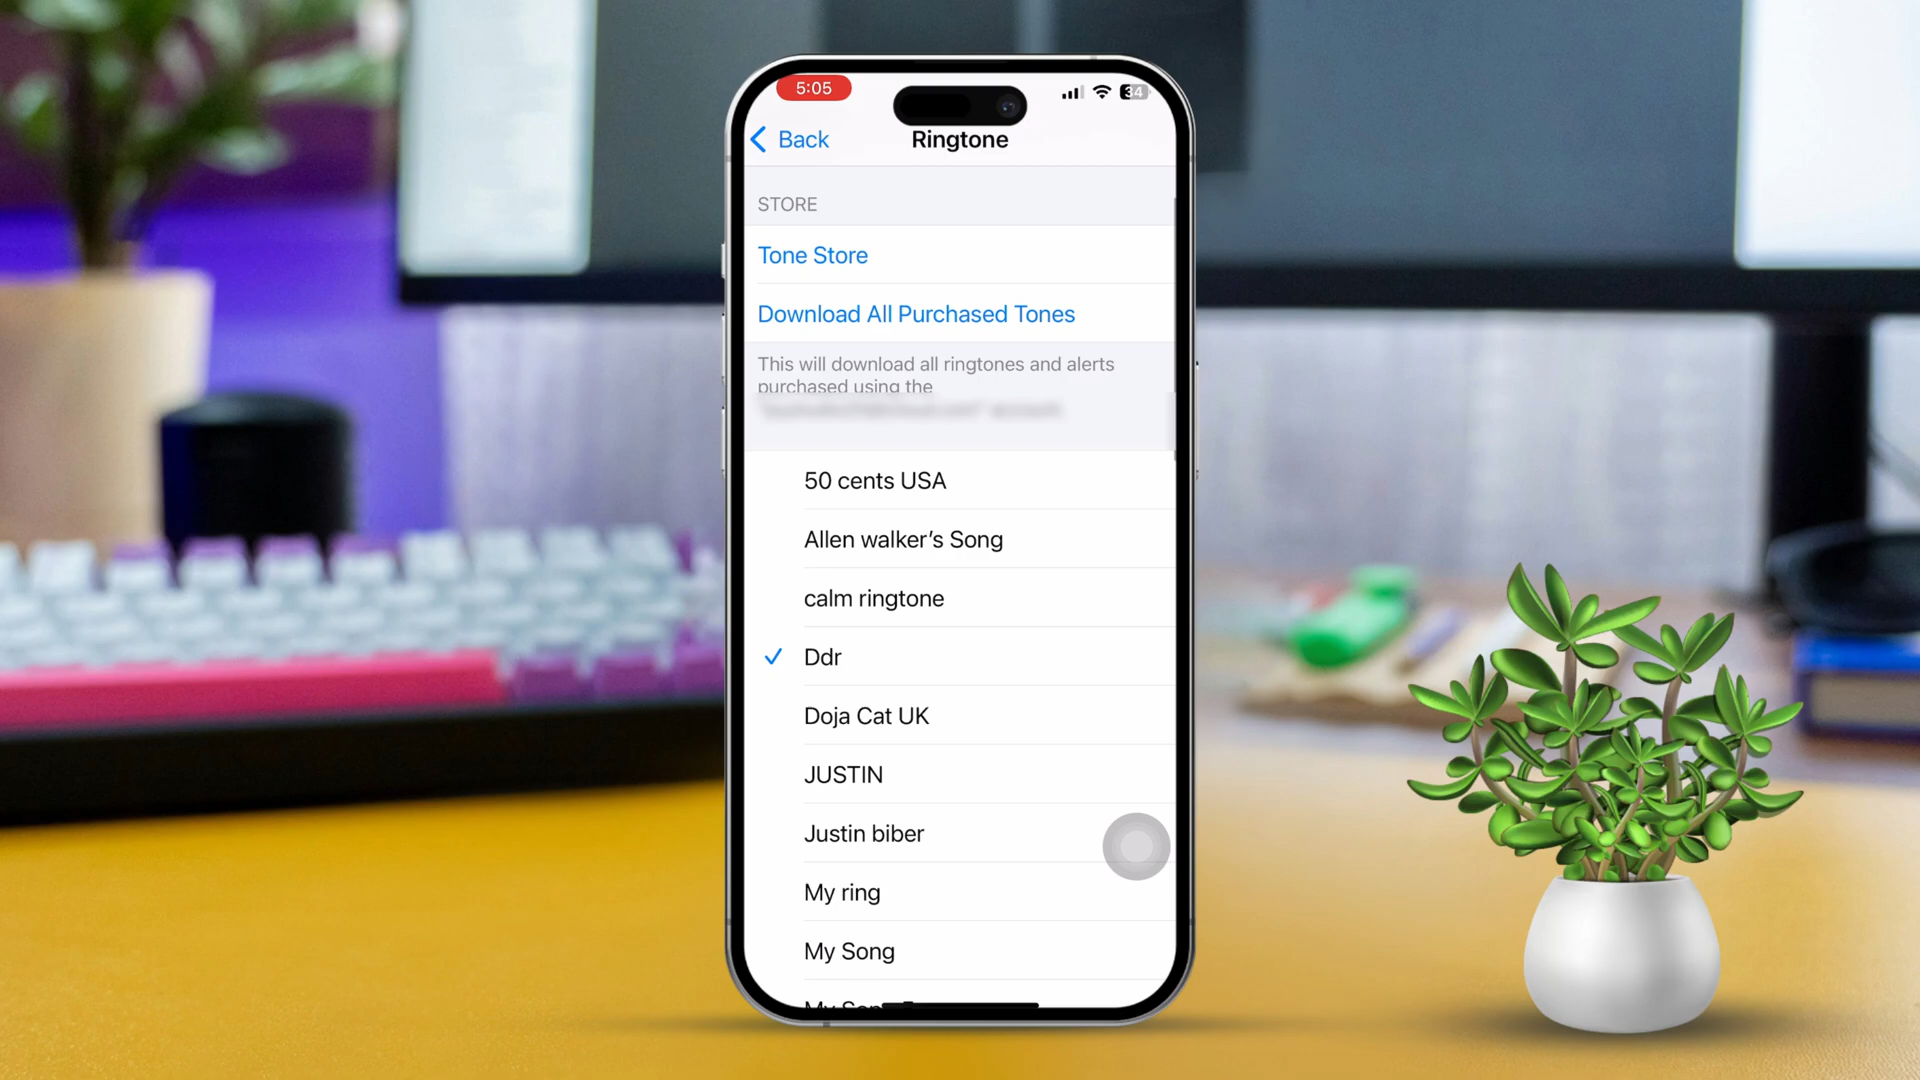 5:05
34
Back
Ringtone
STORE
Tone Store
Download All Purchased Tones
This will download all ringtones and alerts
purchased using the
50 cents USA
Allen walker’s Song
calm ringtone
Ddr
Doja Cat UK
JUSTIN
Justin biber
My ring
My Song